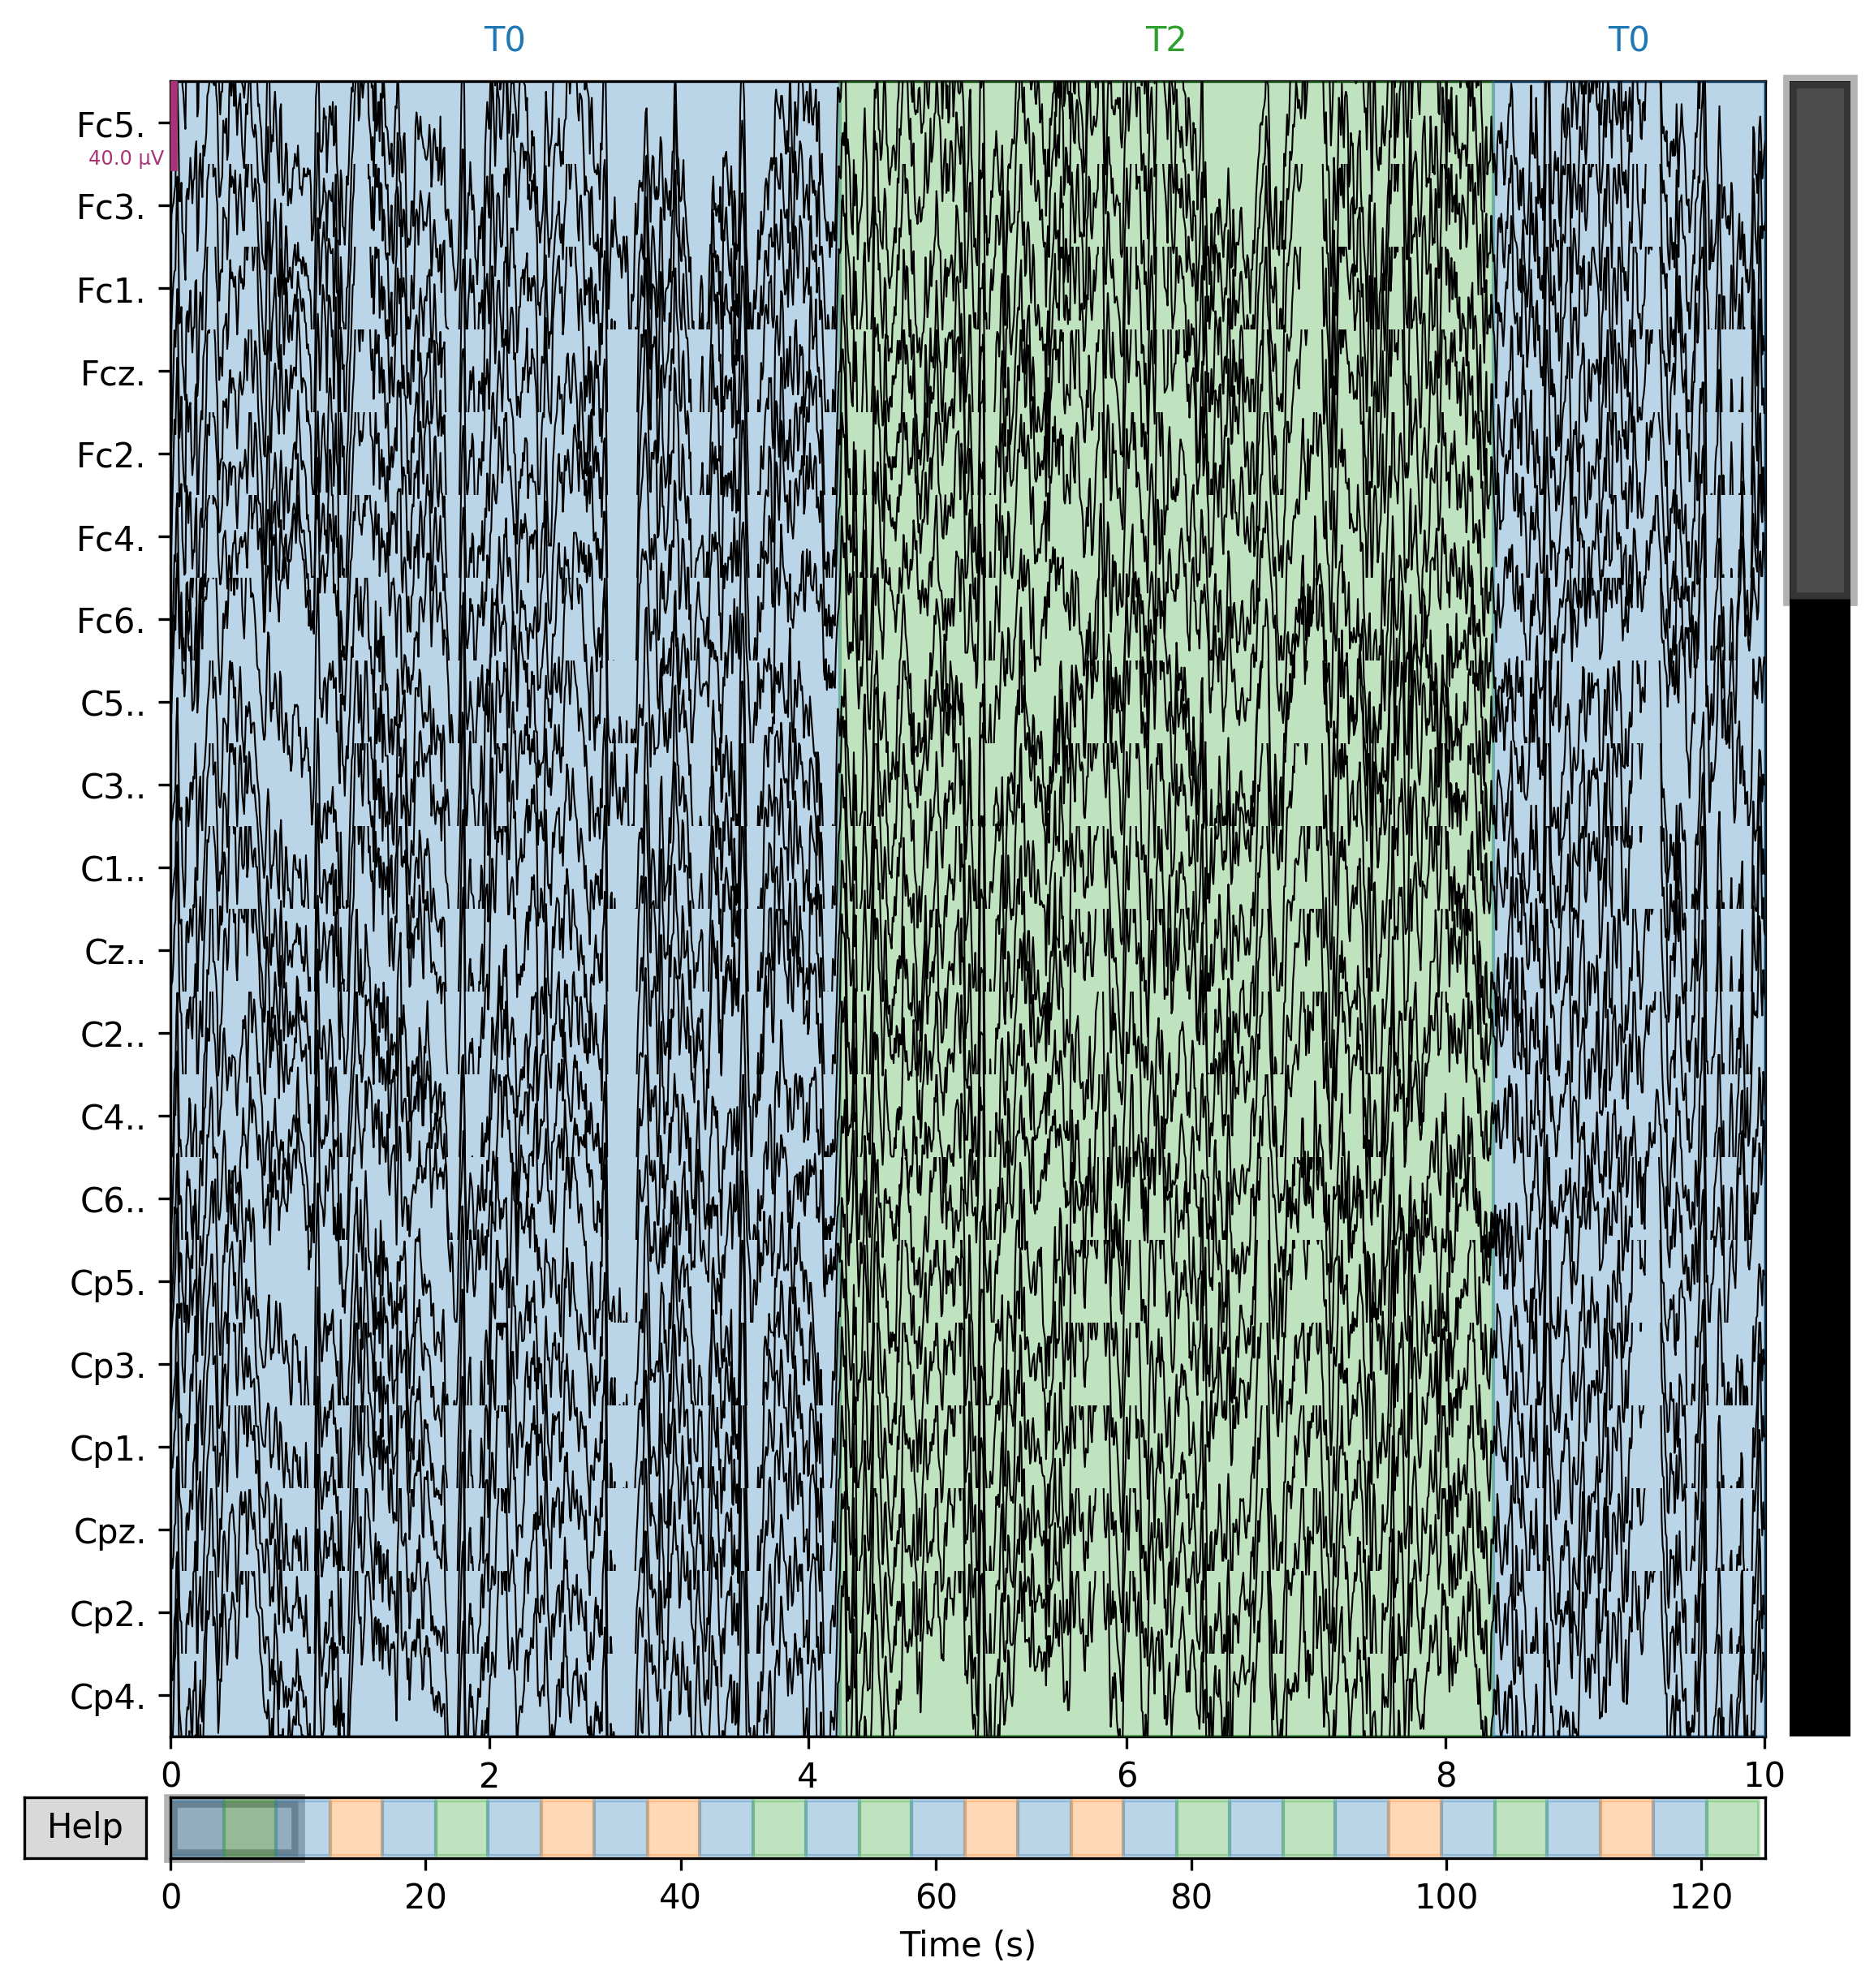 T0 T2 T0
Fc5.
40.0 µV
Fc3.
Fc1.
Fcz.
Fc2.
Fc4.
Fc6.
C5..
C3..
C1..
Cz..
C2..
C4..
C6..
Cp5.
Cp3.
Cp1.
Cpz.
Cp2.
Cp4.
0 2 4 6 8 10
Help
0 20 40 60 80 100 120
Time (s)